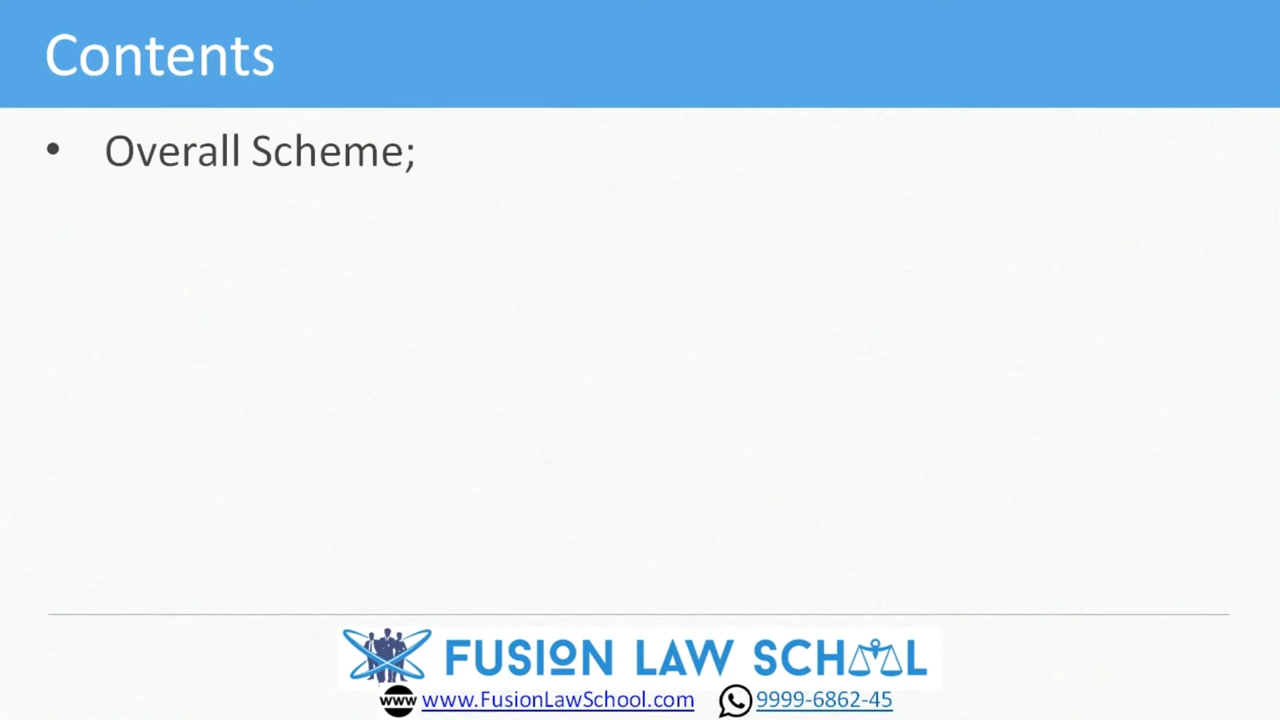 Contents
• Overall Scheme;
FUSION LAW SCHOOL
www www.FusionLawSchool.com 9999-6862-45